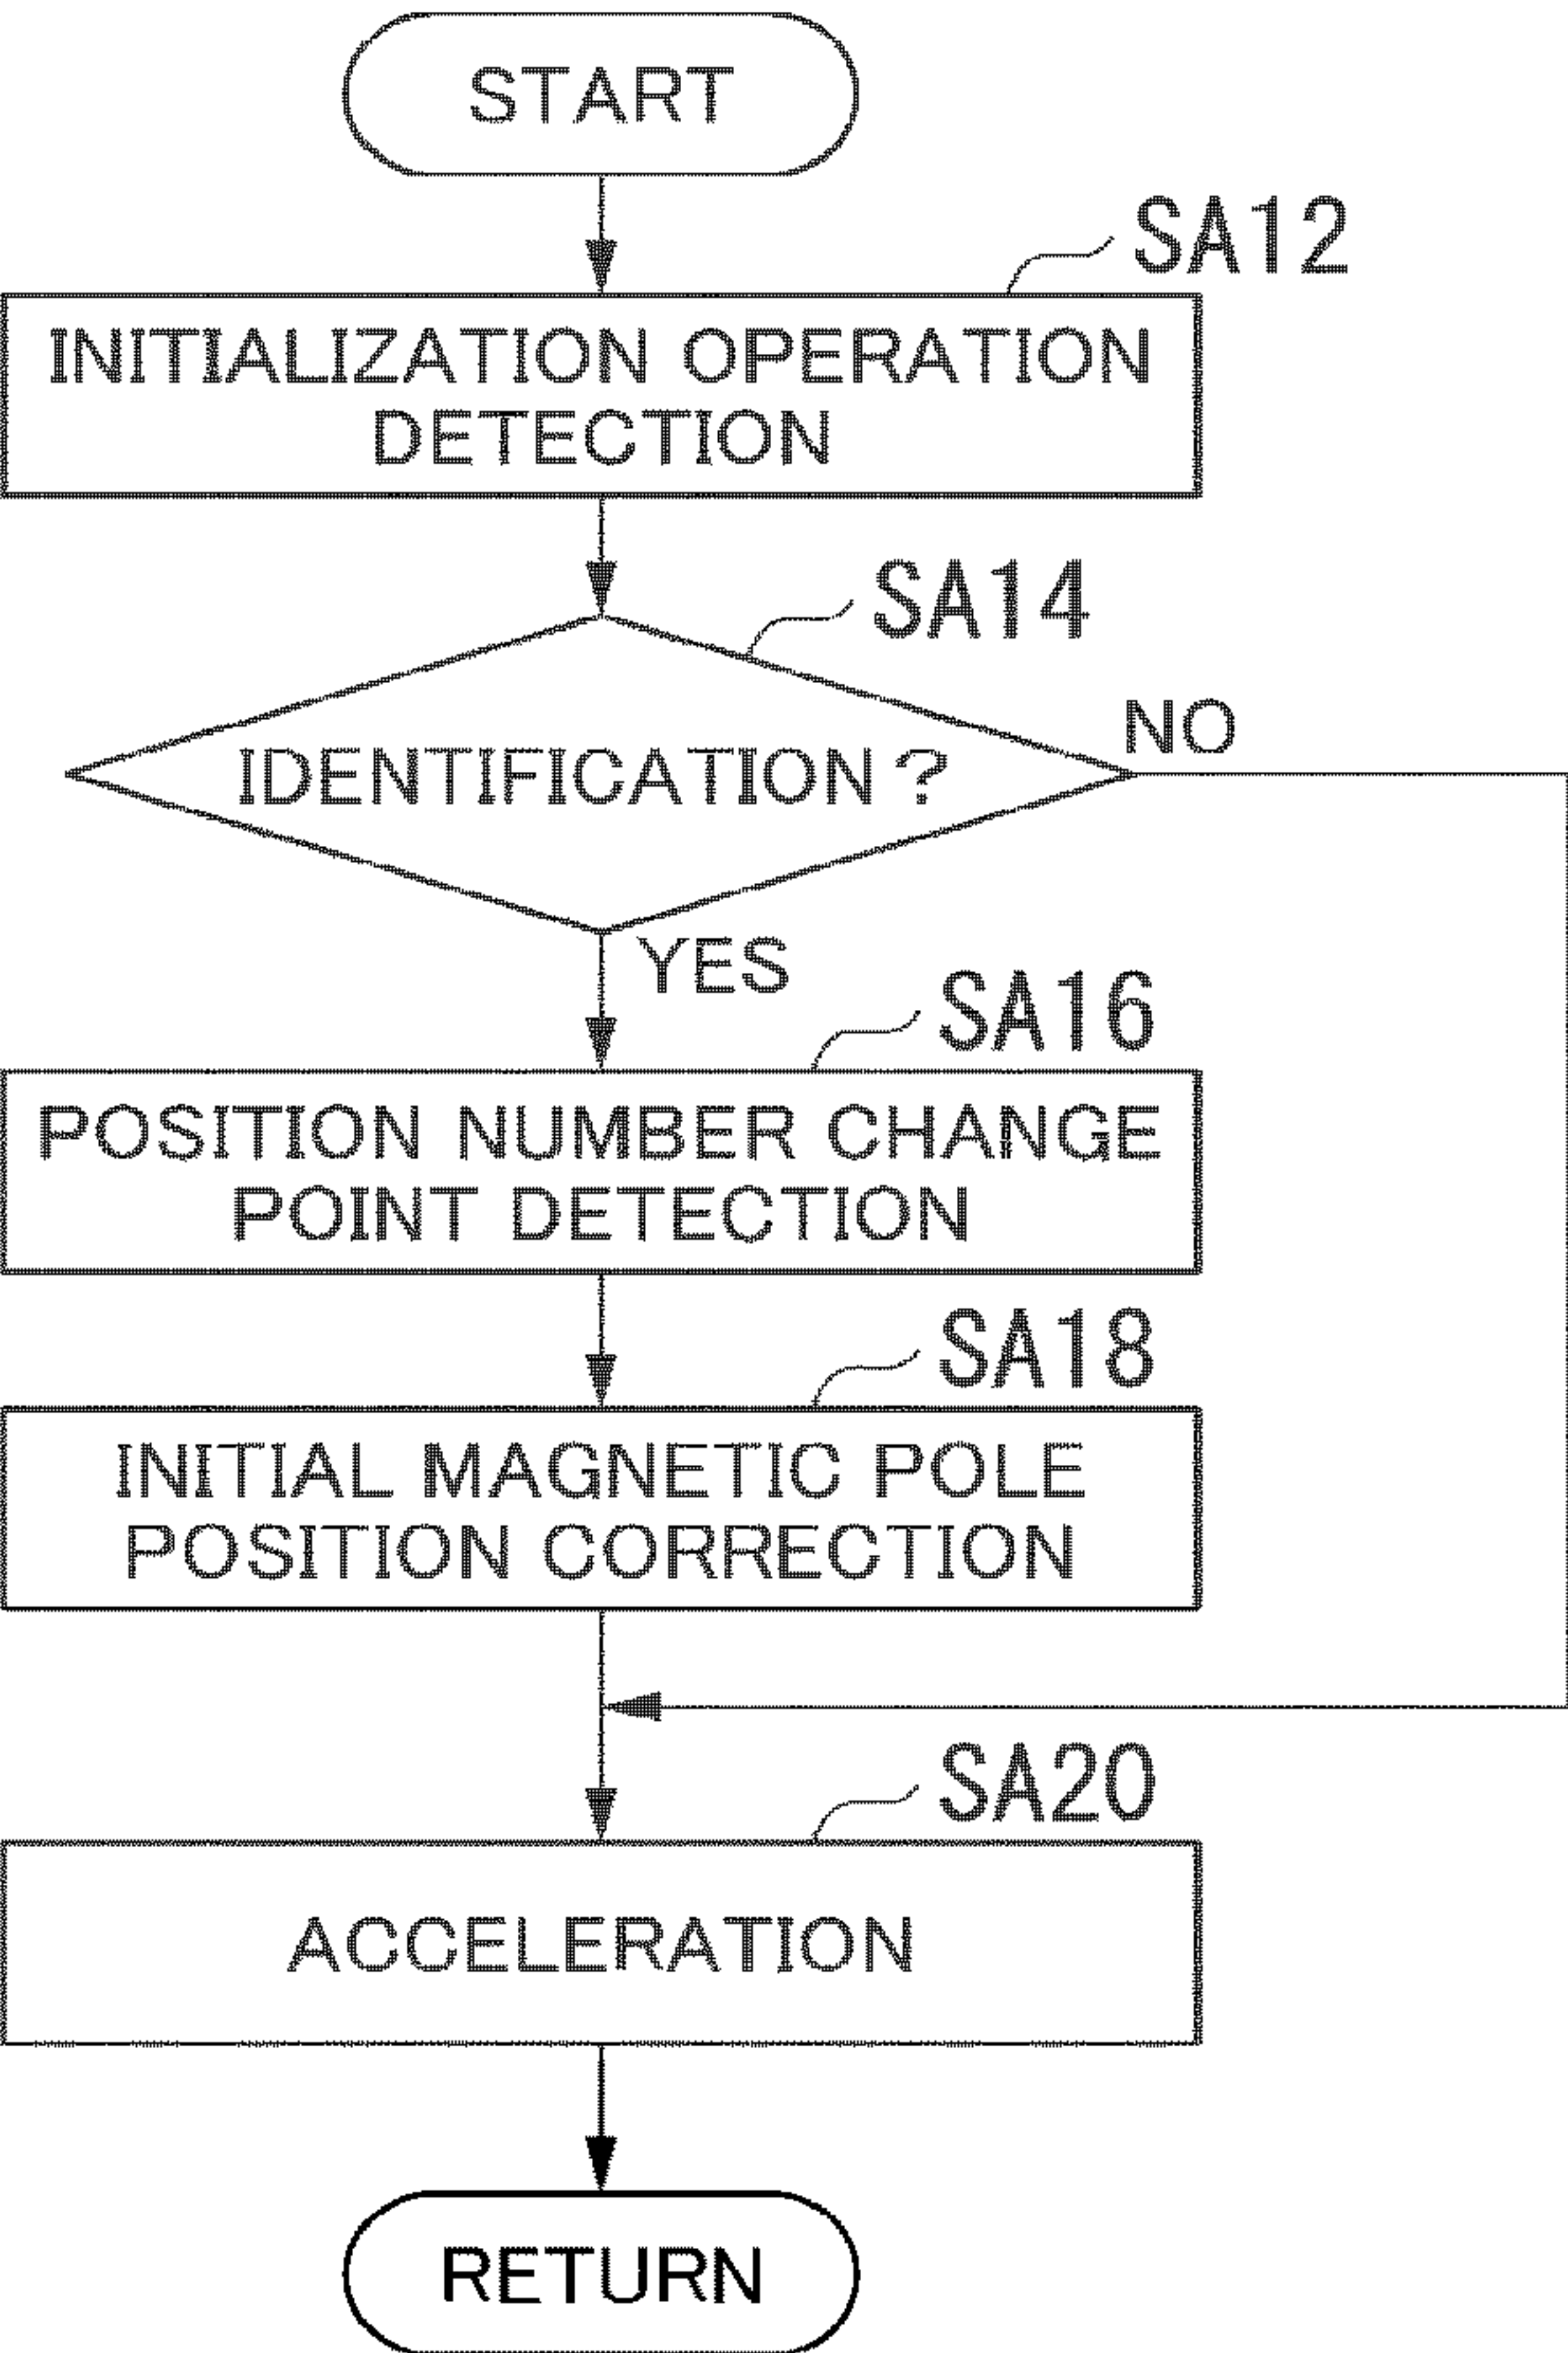 START
SA12
INITIALIZATION OPERATION
DETECTION
SA14
IDENTIFICATION?
NO
YES
SA16
POSITION NUMBER CHANGE
POINT DETECTION
SA18
INITIAL MAGNETIC POLE
POSITION CORRECTION
SA20
ACCELERATION
RETURN